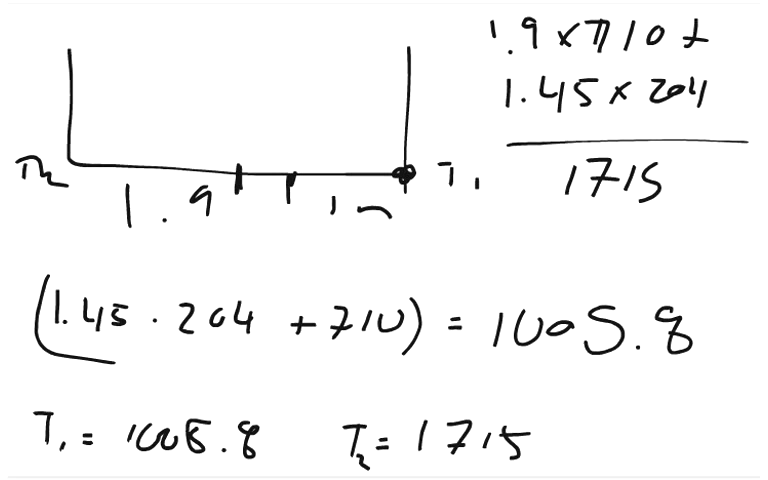 1.9 x 710 +
1.45 x 204
1715
T2 1.9 1m T1
(1.45 . 204 + 710) = 1005.8
T1 = 1005.8 T2 = 1715